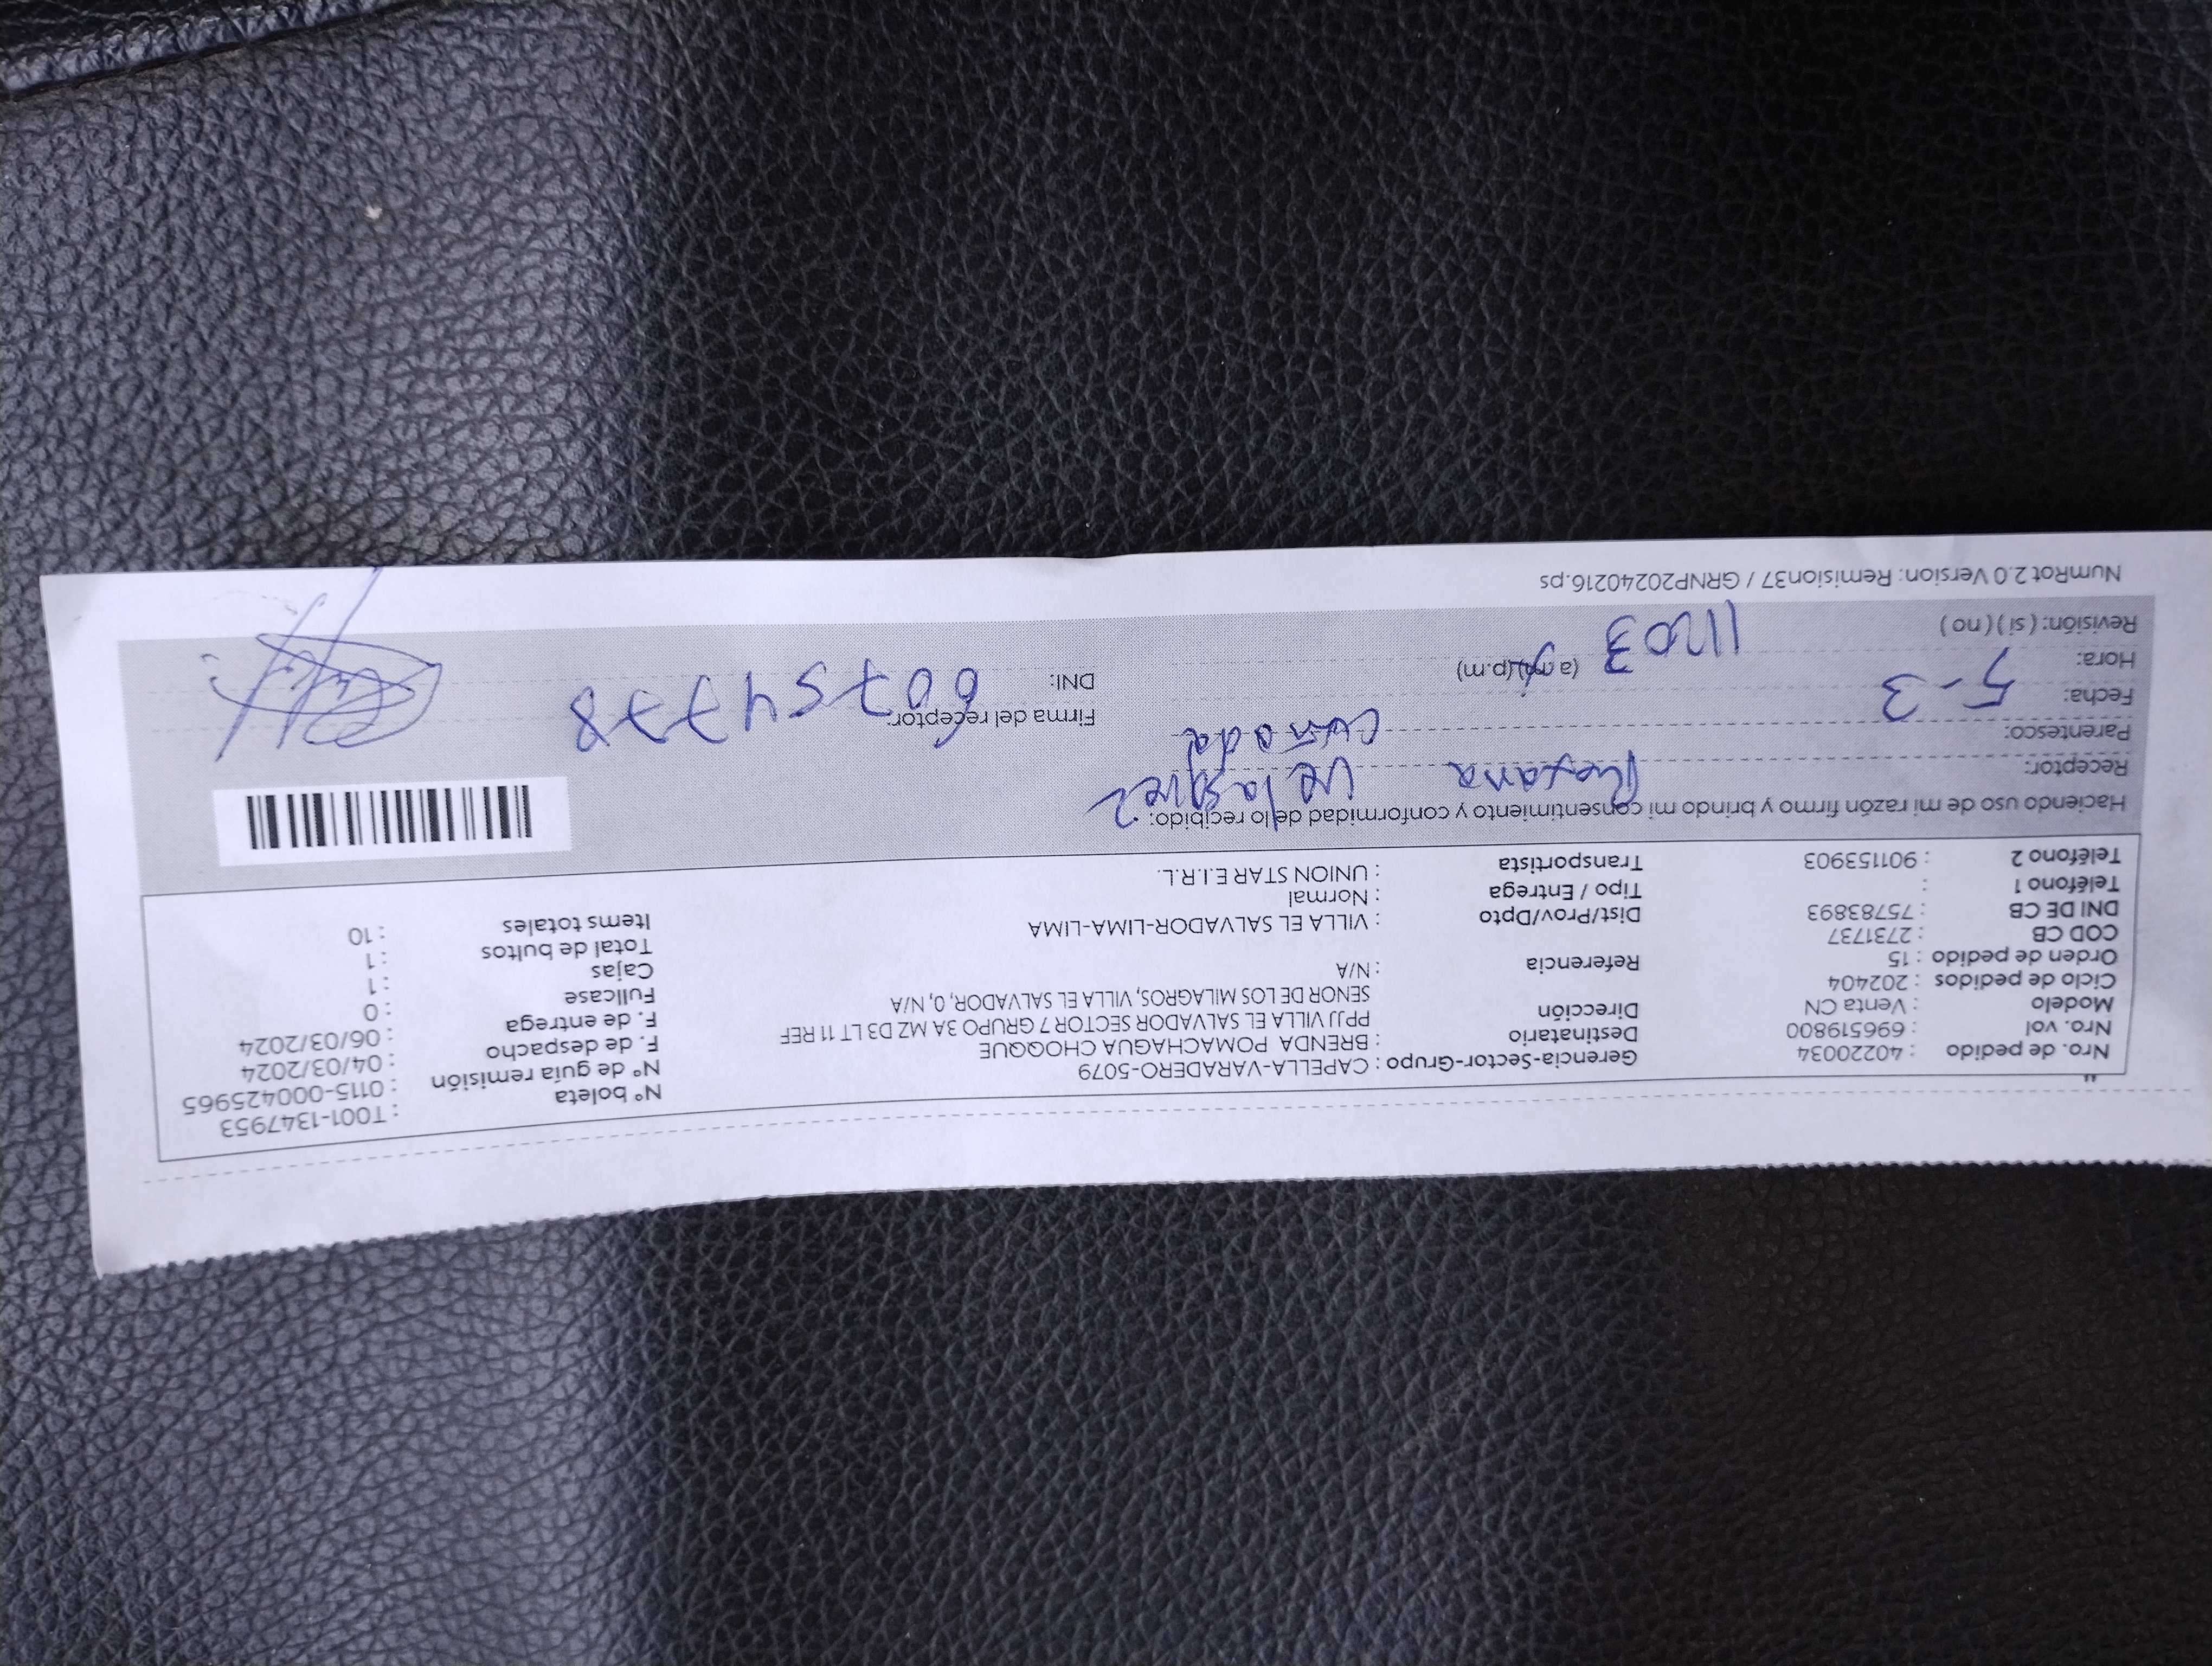 Nro. de pedido : 40220034
Nro. vol : 696519800
Modelo : Venta CN
Ciclo de pedidos : 202404
Orden de pedido : 15
COD CB : 2731737
DNI DE CB : 75783893
Teléfono 1 :
Teléfono 2 : 901153903
Gerencia-Sector-Grupo : CAPELLA-VARADERO-5079
Destinatario : BRENDA POMACHAGUA CHOQQUE
Dirección PPJJ VILLA EL SALVADOR SECTOR 7 GRUPO 3A MZ D3 LT 11 REF
SENOR DE LOS MILAGROS, VILLA EL SALVADOR, 0, N/A
Referencia : N/A
Dist/Prov/Dpto : VILLA EL SALVADOR-LIMA-LIMA
Tipo / Entrega : Normal
Transportista : UNION STAR E.I.R.L.
N° boleta : T001-1347953
N° de guía remisión : 0115-000425965
F. de despacho : 04/03/2024
F. de entrega : 06/03/2024
Fullcase : 0
Cajas : 1
Total de bultos : 1
Items totales : 10
Haciendo uso de mi razón firmo y brindo mi consentimiento y conformidad de lo recibido:
Receptor: Roxana Velasquez
Parentesco: cuñada
Fecha: 5-3
Hora: 11:03 (a.m)(p.m)
Revisión: ( si ) ( no )
Firma del receptor:
DNI: 60754778
NumRot 2.0 Version: Remision37 / GRNP20240216.ps